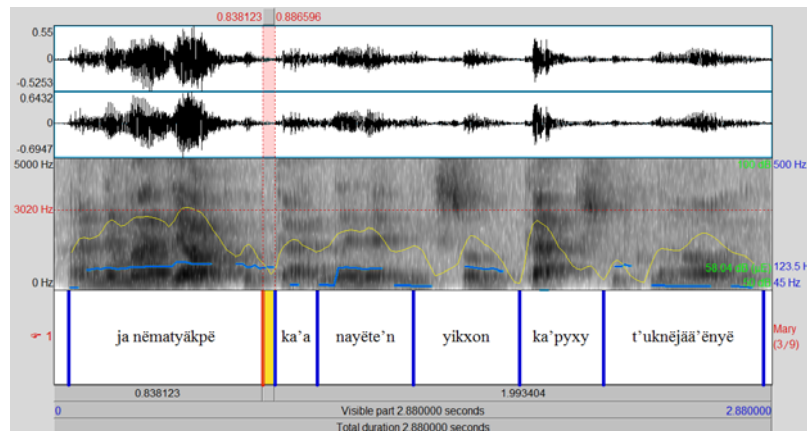 0.838123 0.886596
0.55
0
-0.5253
0.6432
0
-0.6947
5000 Hz 500 Hz
3020 Hz
123.5 H
0 Hz 45 Hz
1 ja nëmatyäkpë ka'a nayëte'n yikxon ka'pyxy t'uknëjää'ënyë Mary
(3/9)
0.838123 1.993404
0 Visible part 2.880000 seconds 2.880000
Total duration 2.880000 seconds